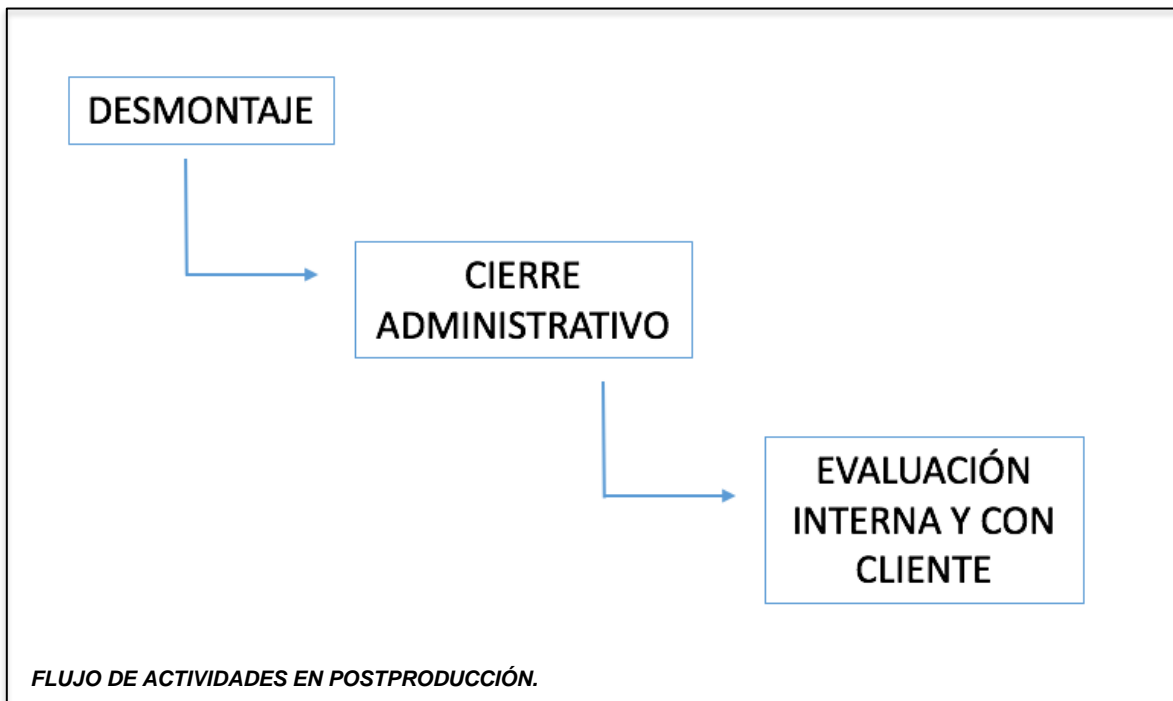 DESMONTAJE
CIERRE
ADMINISTRATIVO
EVALUACIÓN
INTERNA Y CON
CLIENTE
FLUJO DE ACTIVIDADES EN POSTPRODUCCIÓN.